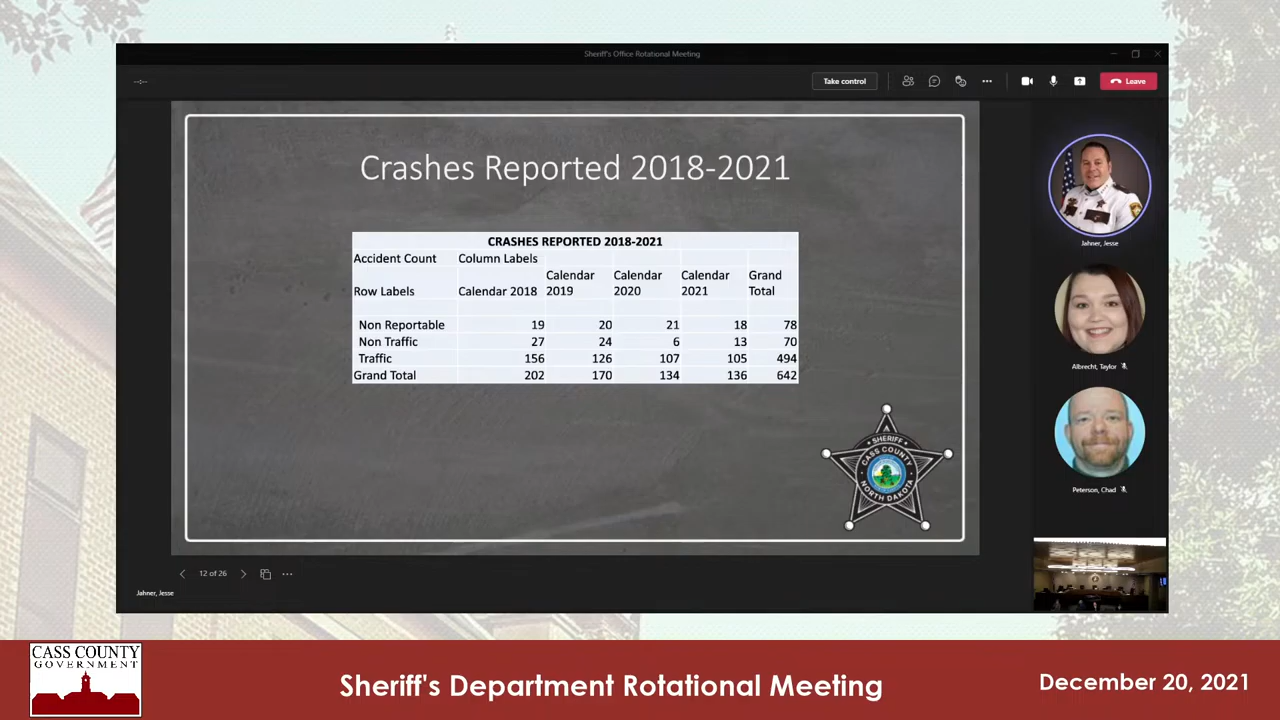 Sheriff's Office Rotational Meeting
--:--
Take control
Leave
Crashes Reported 2018-2021
CRASHES REPORTED 2018-2021
Accident Count Column Labels
Row Labels Calendar 2018 Calendar 2019 Calendar 2020 Calendar 2021 Grand Total
Non Reportable 19 20 21 18 78
Non Traffic 27 24 6 13 70
Traffic 156 126 107 105 494
Grand Total 202 170 134 136 642
SHERIFF
CASS COUNTY
NORTH DAKOTA
Jahner, Jesse
Albrecht, Taylor
Peterson, Chad
12 of 26
Jahner, Jesse
CASS COUNTY
GOVERNMENT
Sheriff's Department Rotational Meeting
December 20, 2021